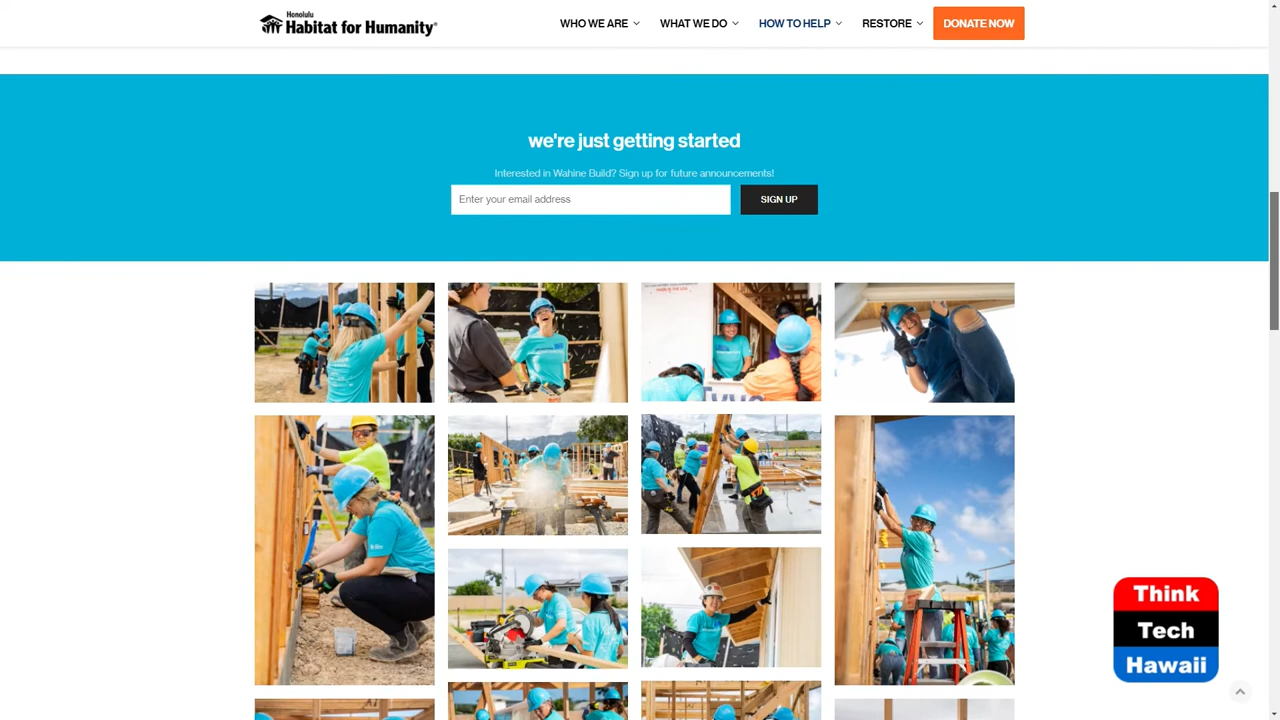 Honolulu
Habitat for Humanity®
WHO WE ARE
WHAT WE DO
HOW TO HELP
RESTORE
DONATE NOW
we're just getting started
Interested in Wahine Build? Sign up for future announcements!
Enter your email address
SIGN UP
Think
Tech
Hawaii